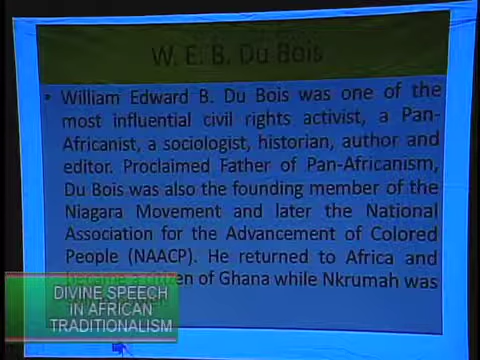 W. E. B. Du Bois
• William Edward B. Du Bois was one of the
most influential civil rights activist, a Pan-
Africanist, a sociologist, historian, author and
editor. Proclaimed Father of Pan-Africanism,
Du Bois was also the founding member of the
Niagara Movement and later the National
Association for the Advancement of Colored
People (NAACP). He returned to Africa and
became a citizen of Ghana while Nkrumah was
DIVINE SPEECH
IN AFRICAN
TRADITIONALISM